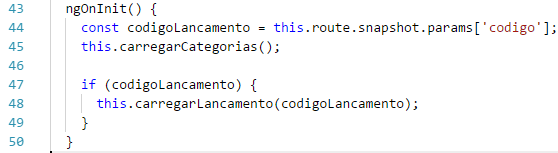 43 ngOnInit() {
44 const codigoLancamento = this.route.snapshot.params['codigo'];
45 this.carregarCategorias();
46
47 if (codigoLancamento) {
48 this.carregarLancamento(codigoLancamento);
49 }
50 }